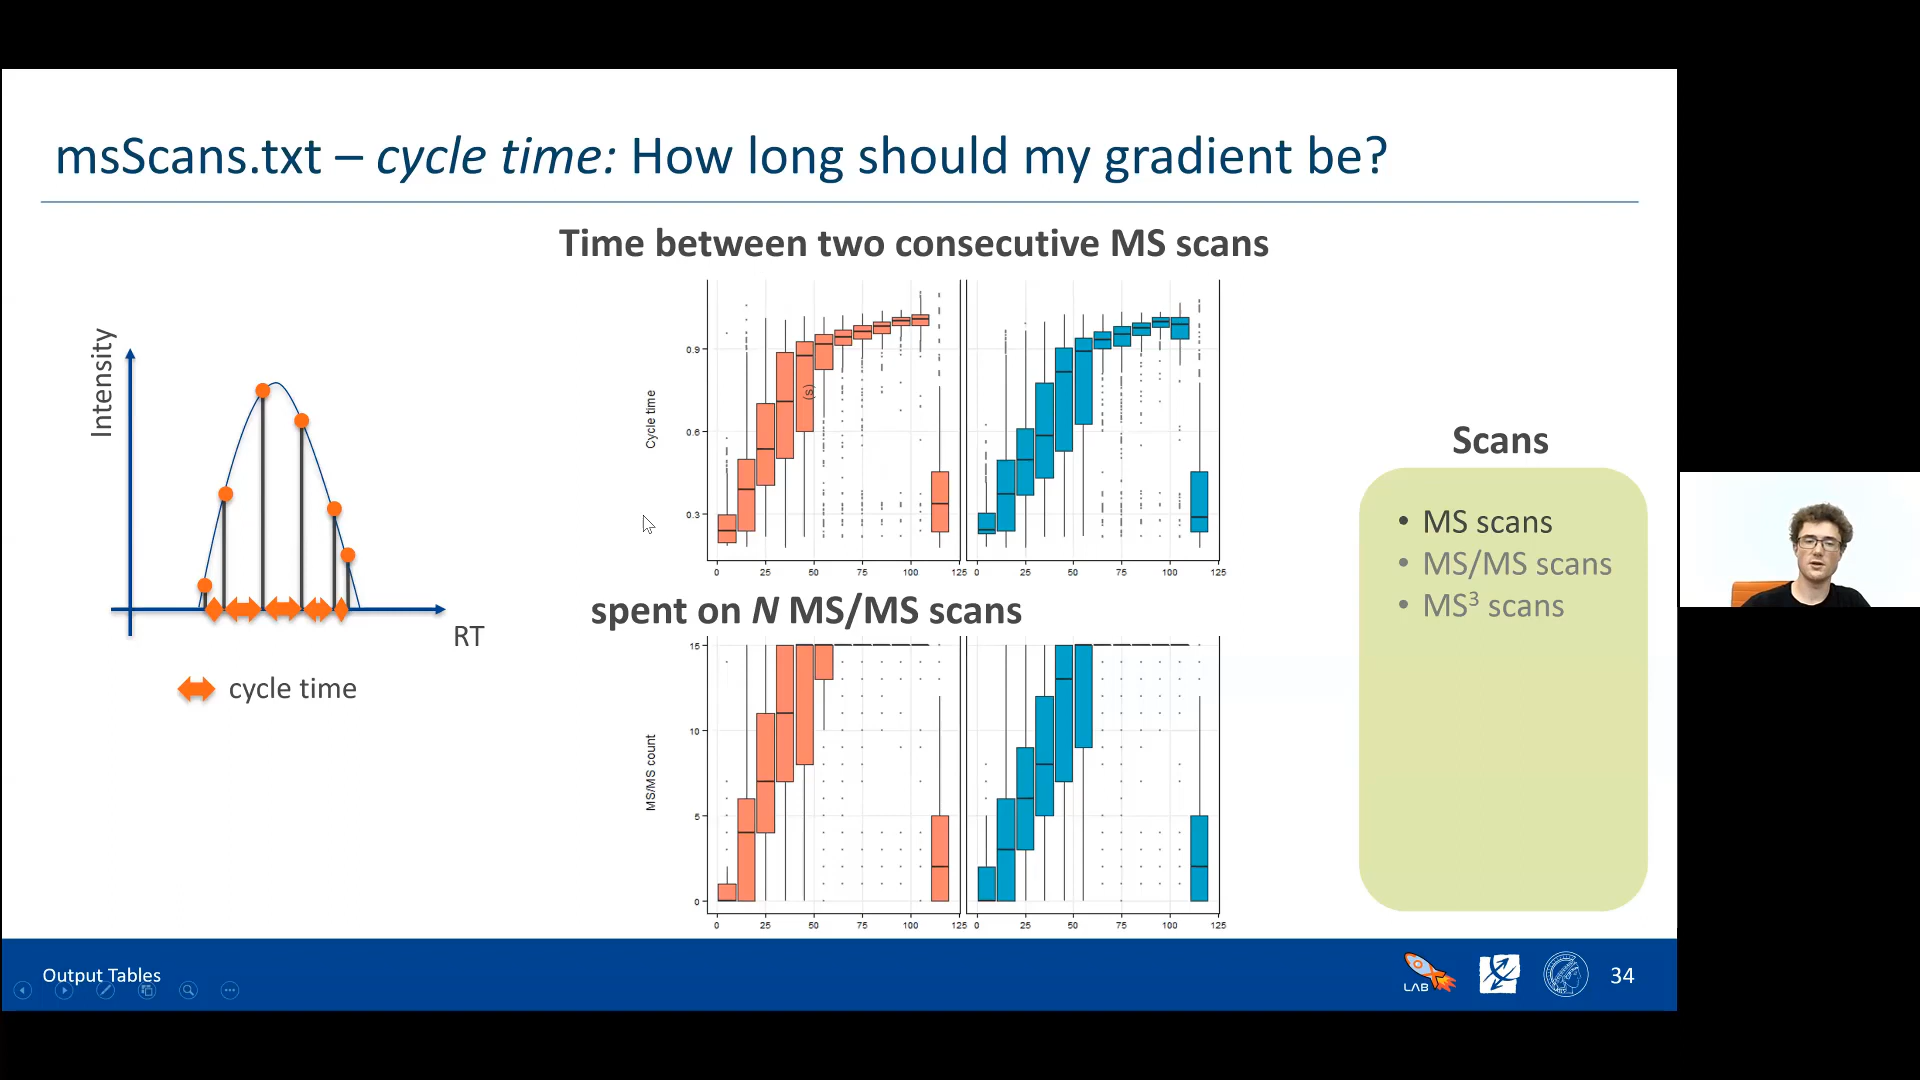 msScans.txt – cycle time: How long should my gradient be?
Time between two consecutive MS scans
Intensity
RT
cycle time
Cycle time
(s)
0.9
0.6
0.3
0 25 50 75 100 125 0 25 50 75 100 125
spent on N MS/MS scans
MS/MS count
15
10
5
0
0 25 50 75 100 125 0 25 50 75 100 125
Scans
• MS scans
• MS/MS scans
• MS³ scans
Output Tables
LAB
34